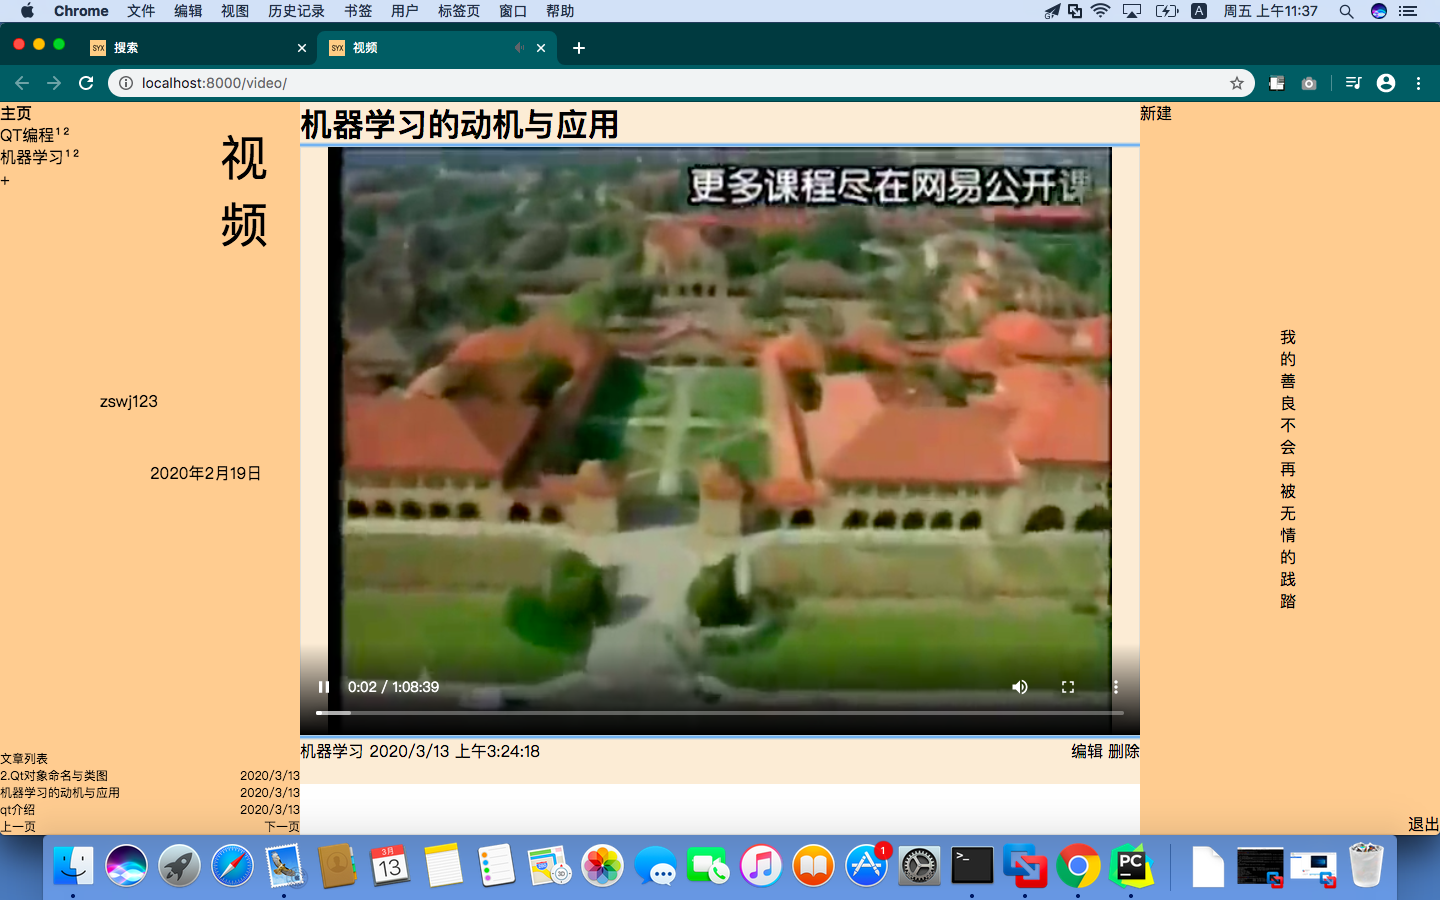 Chrome 文件 编辑 视图 历史记录 书签 用户 标签页 窗口 帮助 A 周五 上午11:37
SYX 搜索 SYX 视频
localhost:8000/video/
主页
QT编程¹ ²
机器学习¹ ²
+
视
频
zswj123
2020年2月19日
文章列表
2.Qt对象命名与类图 2020/3/13
机器学习的动机与应用 2020/3/13
qt介绍 2020/3/13
上一页 下一页
机器学习的动机与应用
更多课程尽在网易公开课
0:02 / 1:08:39
机器学习 2020/3/13 上午3:24:18 编辑 删除
新建
我
的
善
良
不
会
再
被
无
情
的
践
踏
退出
3月
13
1
>_
PC